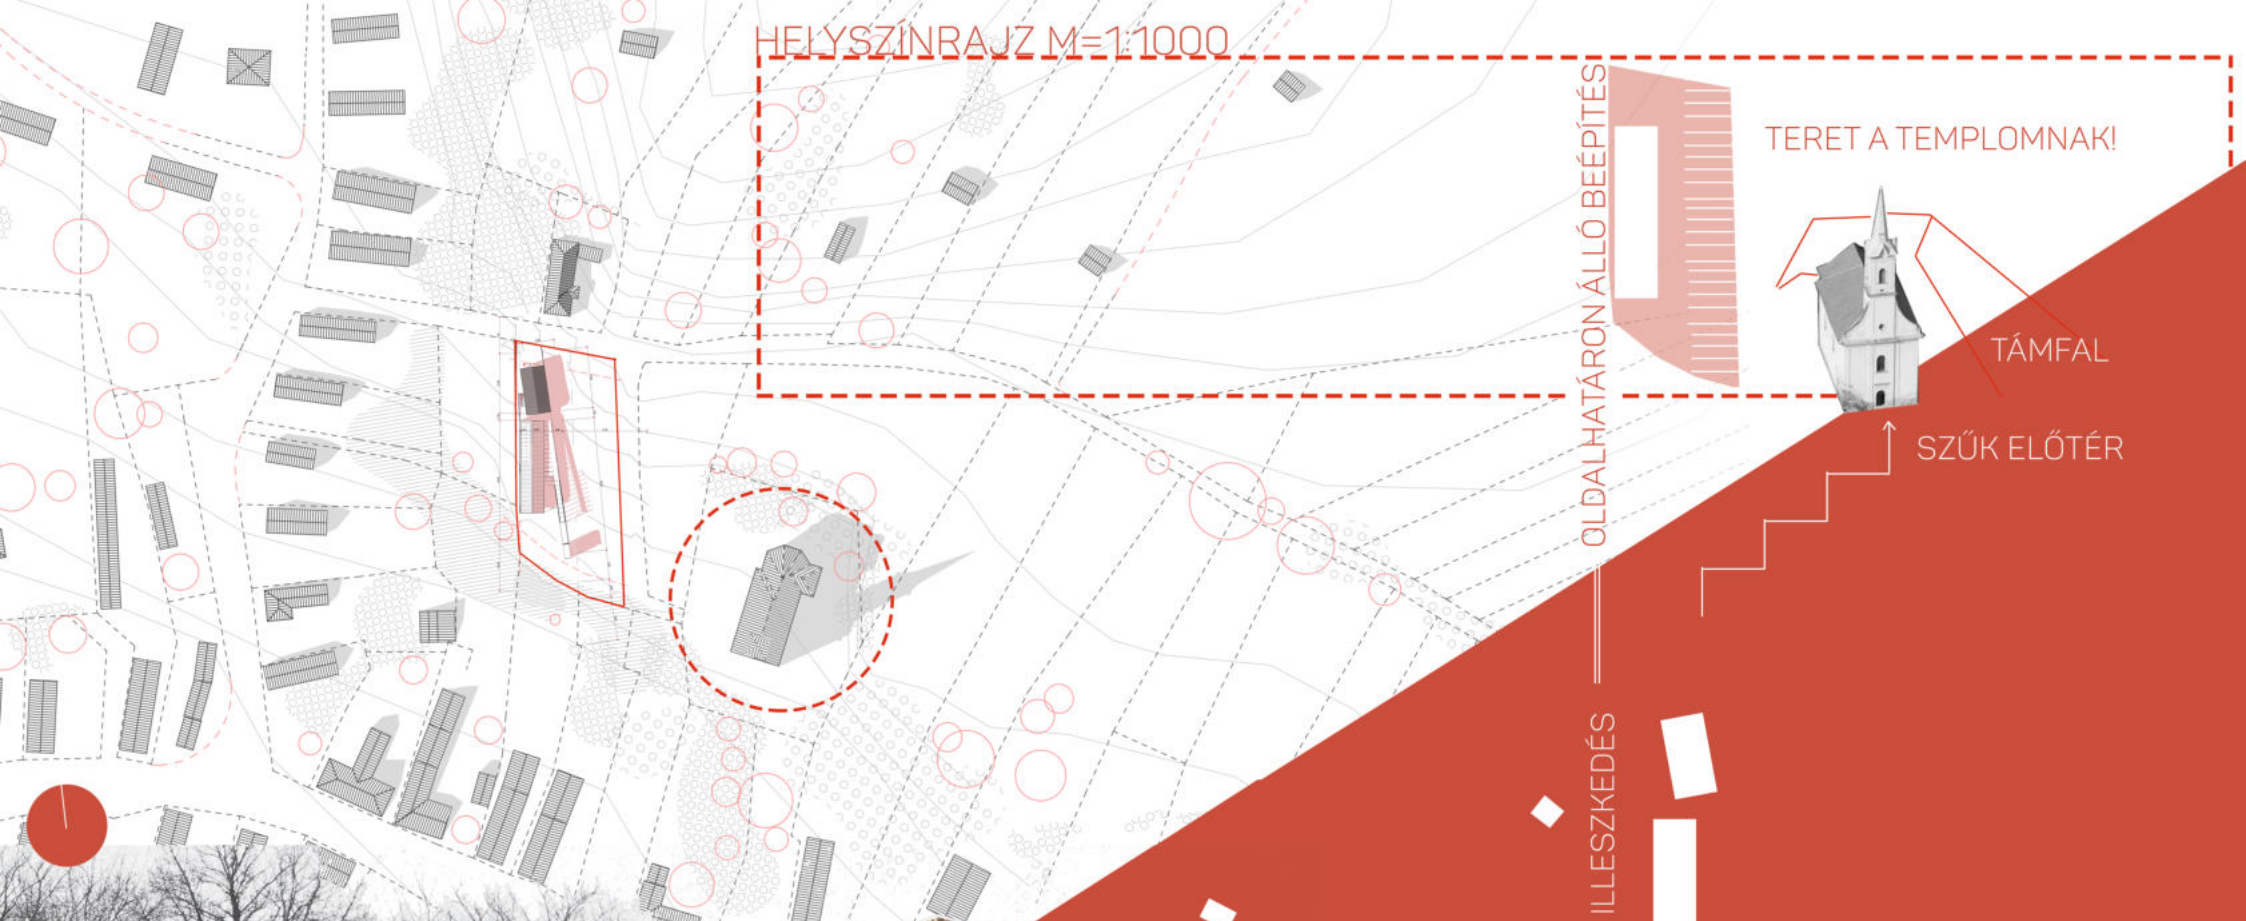 HELYSZÍNRAJZ M=1:1000
OLDALHATÁRON ÁLLÓ BEÉPÍTÉS
TERET A TEMPLOMNAK!
TÁMFAL
SZŰK ELŐTÉR
ILLESZKEDÉS